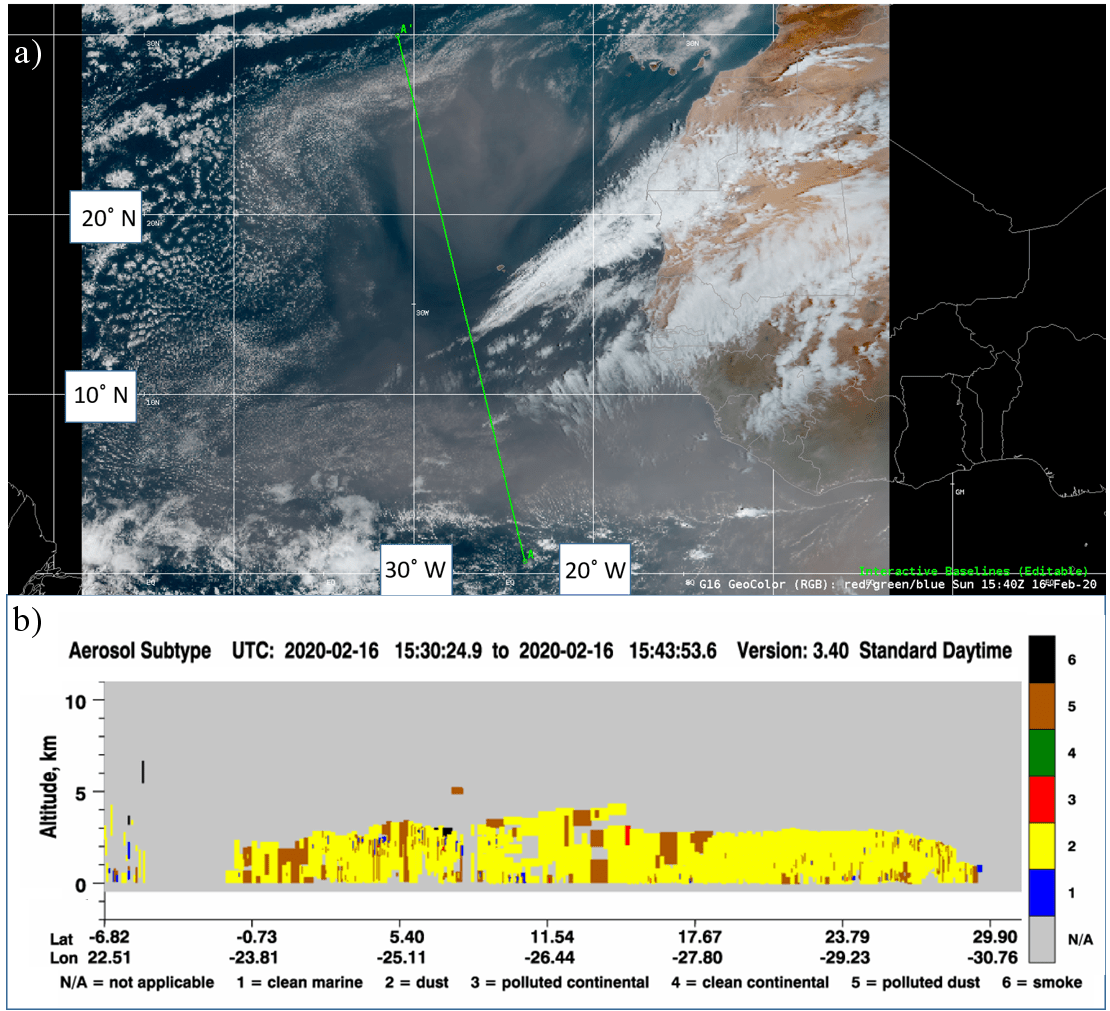 a)
A'
30N
30N
20° N
20N
30W
10° N
10N
GM
A
30° W
20° W
EQ
EQ
EQ
Interactive Baselines (Editable)
G16 GeoColor (RGB): red/green/blue Sun 15:40Z 16-Feb-20
b)
Aerosol Subtype UTC: 2020-02-16 15:30:24.9 to 2020-02-16 15:43:53.6 Version: 3.40 Standard Daytime
Altitude, km
10
5
0
6
5
4
3
2
1
N/A
Lat -6.82 -0.73 5.40 11.54 17.67 23.79 29.90
Lon 22.51 -23.81 -25.11 -26.44 -27.80 -29.23 -30.76
N/A = not applicable 1 = clean marine 2 = dust 3 = polluted continental 4 = clean continental 5 = polluted dust 6 = smoke